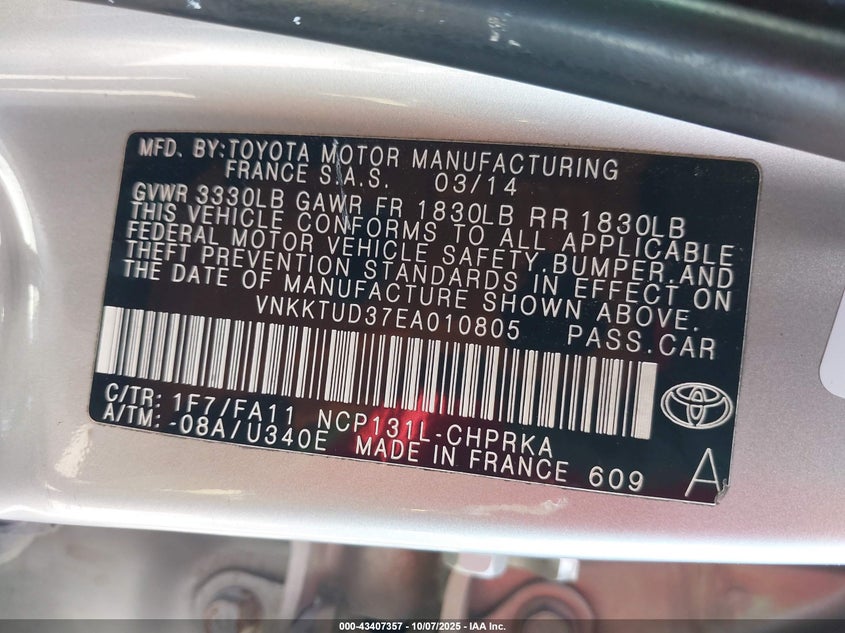 MFD. BY:TOYOTA MOTOR MANUFACTURING
FRANCE S.A.S. 03/14
GVWR 3330LB GAWR FR 1830LB RR 1830LB
THIS VEHICLE CONFORMS TO ALL APPLICABLE
FEDERAL MOTOR VEHICLE SAFETY,BUMPER,AND
THEFT PREVENTION STANDARDS IN EFFECT ON
THE DATE OF MANUFACTURE SHOWN ABOVE.
VNKKTUD37EA010805 PASS.CAR
C/TR: 1F7/FA11 NCP131L-CHPRKA
A/TM: -08A/U340E MADE IN FRANCE 609 A
000-43407357 | 10/07/2025 | IAA Inc.